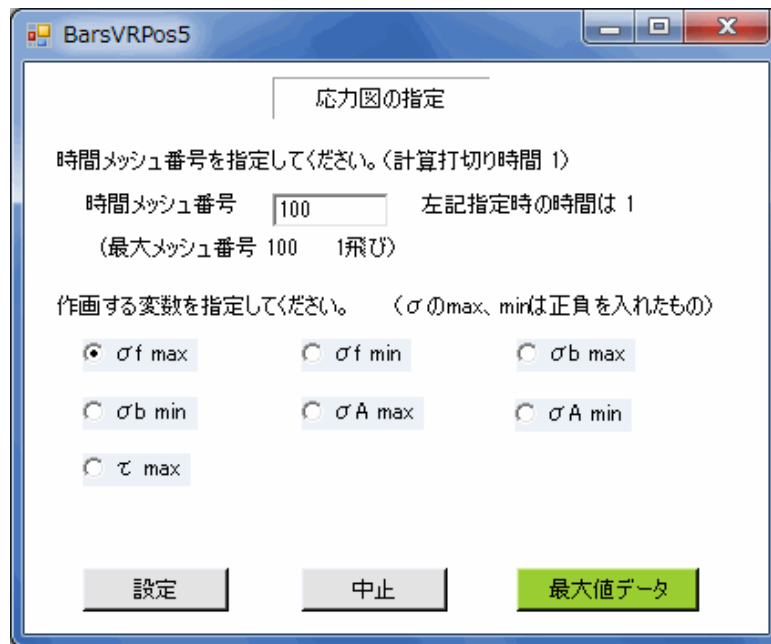 BarsVRPos5
応力図の指定
時間メッシュ番号を指定してください。(計算打切り時間 1)
時間メッシュ番号 100 左記指定時の時間は 1
(最大メッシュ番号 100 1飛び)
作画する変数を指定してください。 (σのmax、minは正負を入れたもの)
σf max σf min σb max
σb min σA max σA min
τ max
設定 中止 最大値データ